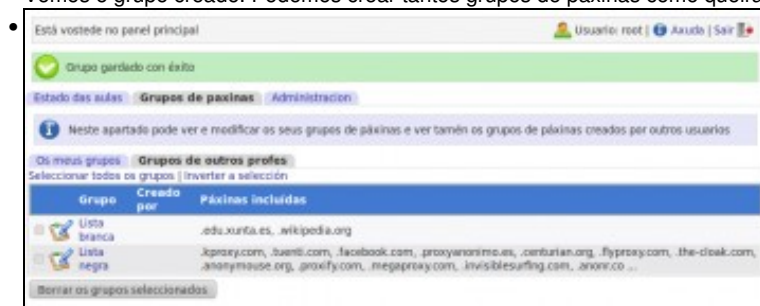 Vemos o grupo creado. Podemos crear tantos grupos de páxinas como queira
Está vostede no panel principal
Usuario: root | Axuda | Sair
Grupo gardado con éxito
Estado das aulas Grupos de paxinas Administracion
Neste apartado pode ver e modificar os seus grupos de páxinas e ver tamén os grupos de páxinas creados por outros usuarios
Os meus grupos Grupos de outros profes
Seleccionar todos os grupos | Inverter a selección
Grupo Creado por Páxinas incluídas
Lista branca .edu.xunta.es, .wikipedia.org
Lista negra .kproxy.com, .tuenti.com, .facebook.com, .proxyanonimo.es, .centurian.org, .flyproxy.com, .the-cloak.com,
.anonymouse.org, .proxify.com, .megaproxy.com, .invisiblesurfing.com, .anonr.co ...
Borrar os grupos seleccionados